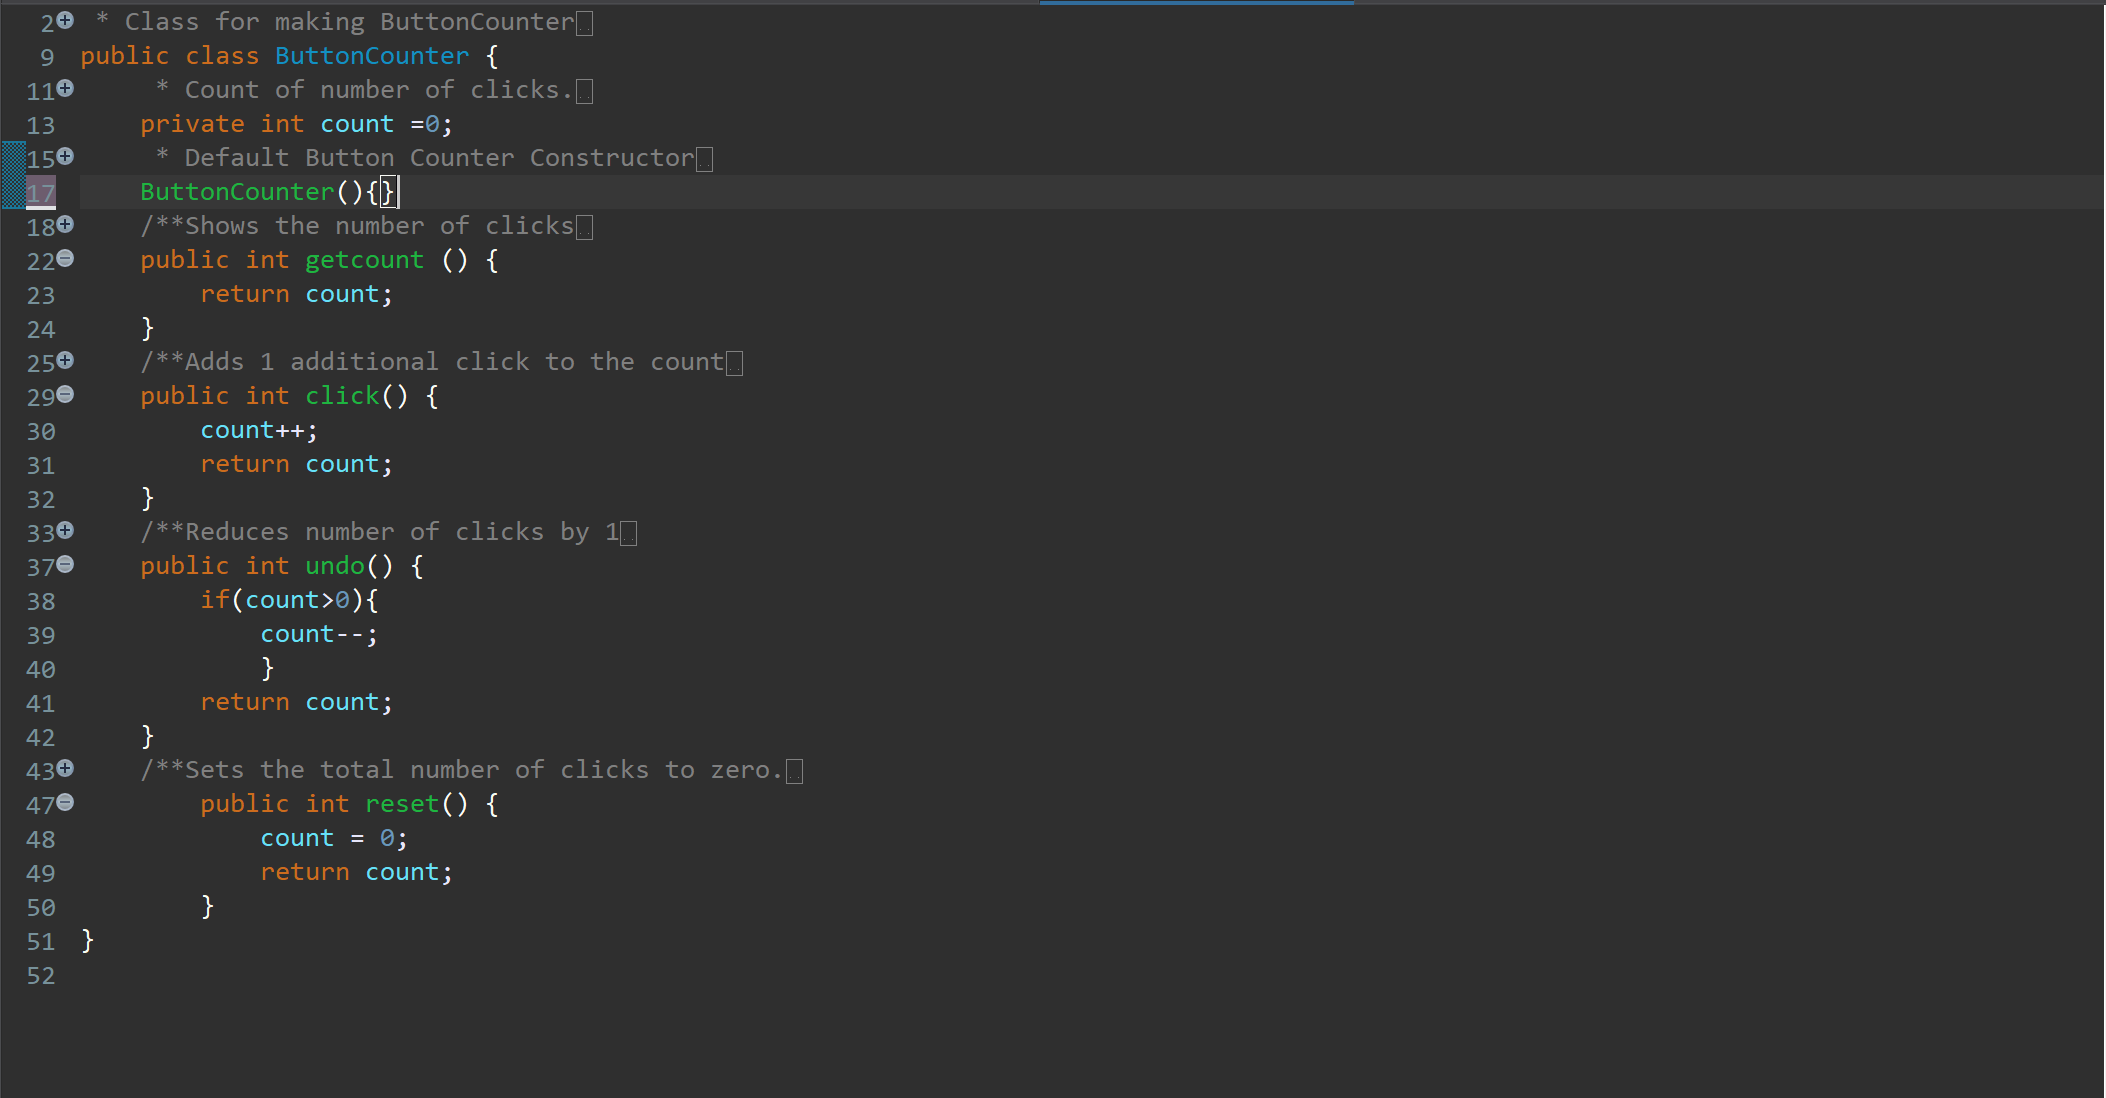 2 * Class for making ButtonCounter
9 public class ButtonCounter {
11 * Count of number of clicks.
13 private int count =0;
15 * Default Button Counter Constructor
17 ButtonCounter(){}
18 /**Shows the number of clicks
22 public int getcount () {
23 return count;
24 }
25 /**Adds 1 additional click to the count
29 public int click() {
30 count++;
31 return count;
32 }
33 /**Reduces number of clicks by 1
37 public int undo() {
38 if(count>0){
39 count--;
40 }
41 return count;
42 }
43 /**Sets the total number of clicks to zero.
47 public int reset() {
48 count = 0;
49 return count;
50 }
51 }
52